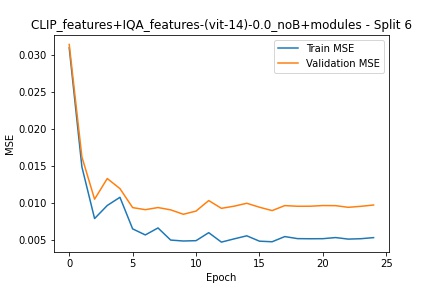 CLIP_features+IQA_features-(vit-14)-0.0_noB+modules - Split 6
Train MSE
Validation MSE
0.030
0.025
0.020
0.015
0.010
0.005
MSE
0 5 10 15 20 25
Epoch